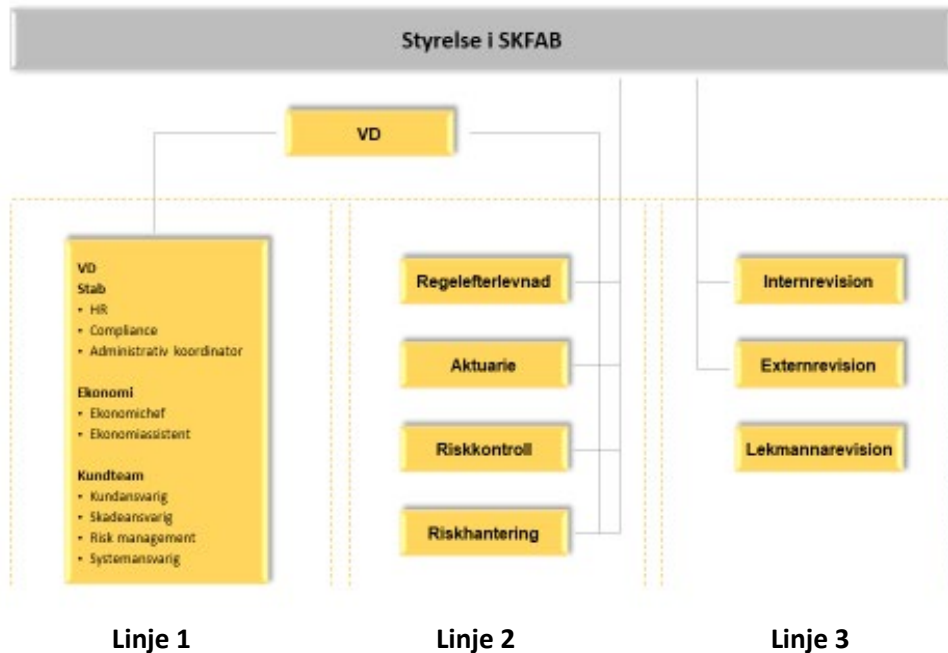 Styrelse i SKFAB
VD
VD
Stab
• HR
• Compliance
• Administrativ koordinator
Ekonomi
• Ekonomichef
• Ekonomiassistent
Kundteam
• Kundansvarig
• Skadeansvarig
• Risk management
• Systemansvarig
Regelefterlevnad
Aktuarie
Riskkontroll
Riskhantering
Internrevision
Externrevision
Lekmannarevision
Linje 1
Linje 2
Linje 3